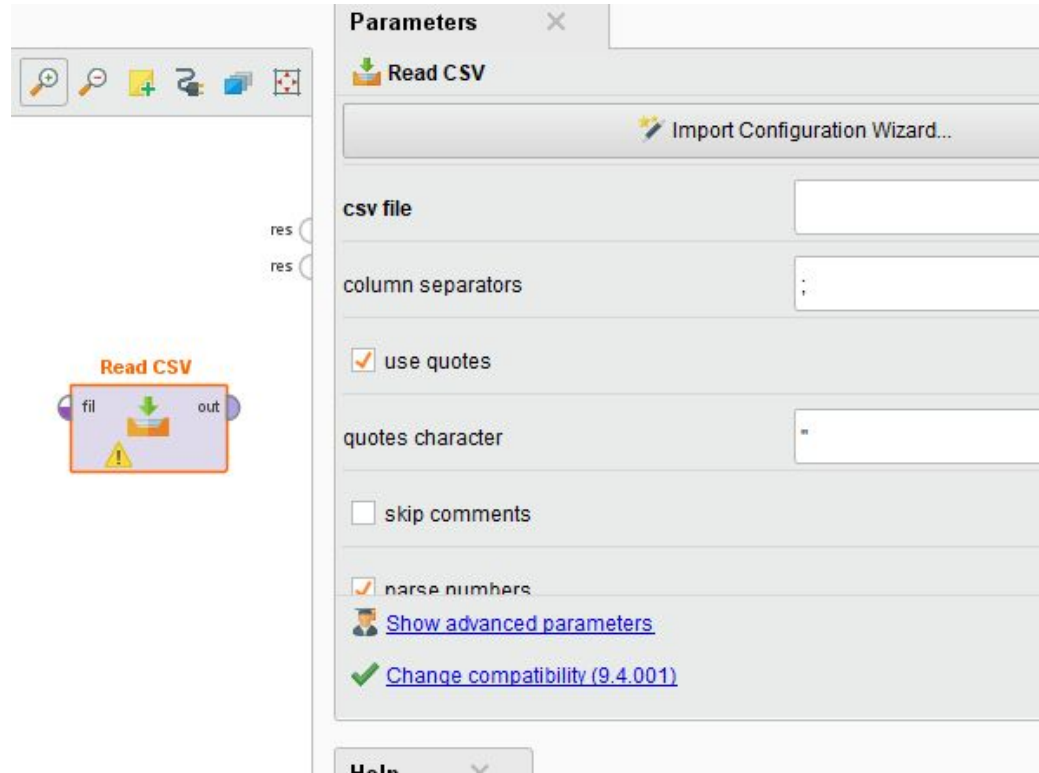 Parameters
Read CSV
Import Configuration Wizard...
csv file
res
res
column separators
;
Read CSV
use quotes
fil
out
quotes character
"
skip comments
parse numbers
Show advanced parameters
Change compatibility (9.4.001)
Help